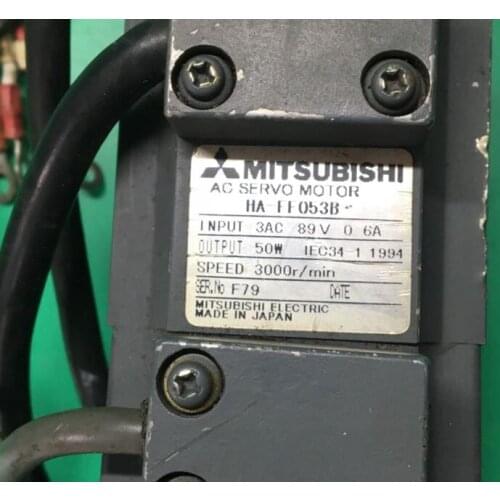 MITSUBISHI
AC SERVO MOTOR
HA-FF053B
INPUT 3AC 89V 0.6A
OUTPUT 50W IEC34-1 1994
SPEED 3000r/min
SER.No F79 DATE
MITSUBISHI ELECTRIC
MADE IN JAPAN